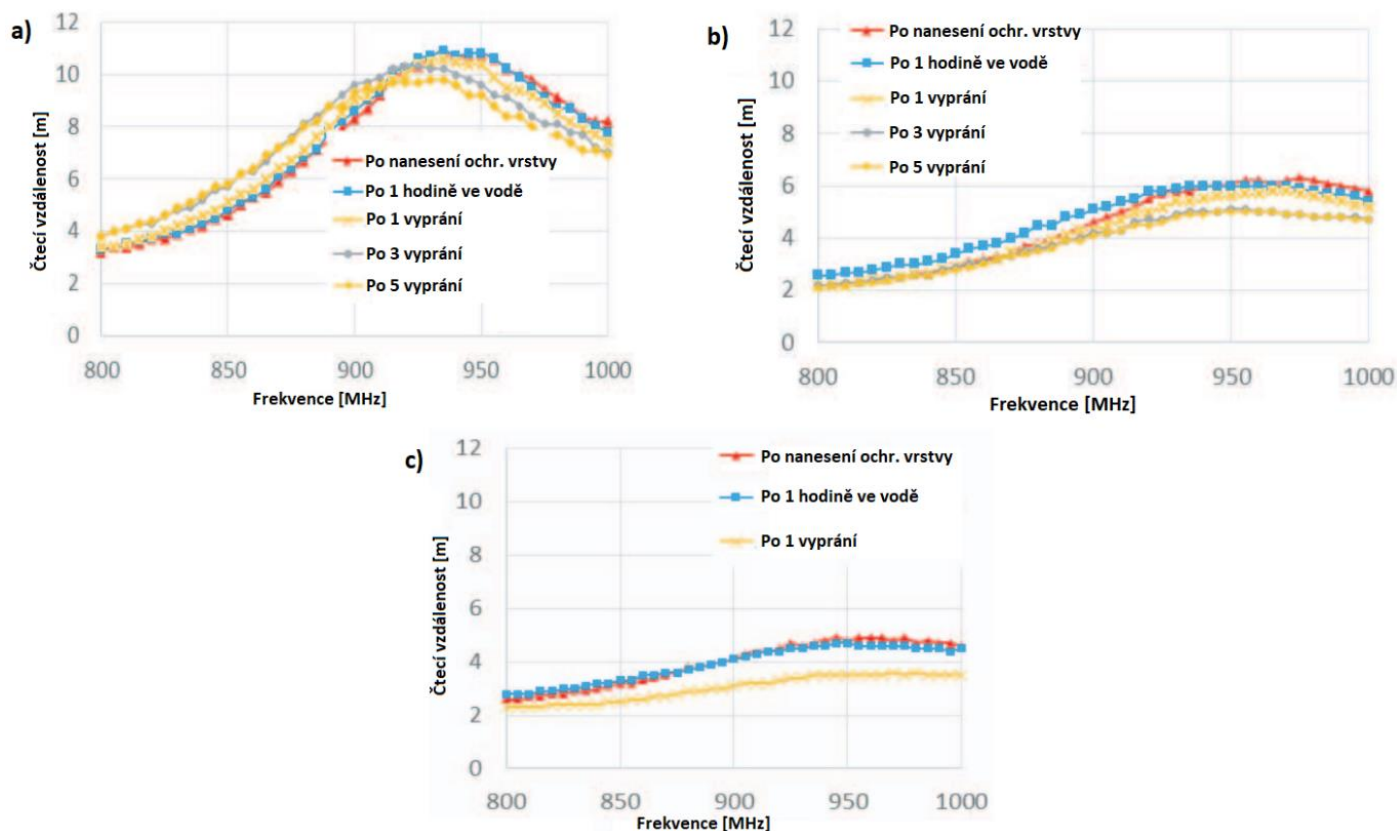 a)
12
10
8
6
4
2
0
Čtecí vzdálenost [m]
Po nanesení ochr. vrstvy
Po 1 hodině ve vodě
Po 1 vyprání
Po 3 vyprání
Po 5 vyprání
800 850 900 950 1000
Frekvence [MHz]
b)
12
10
8
6
4
2
0
Čtecí vzdálenost [m]
Po nanesení ochr. vrstvy
Po 1 hodině ve vodě
Po 1 vyprání
Po 3 vyprání
Po 5 vyprání
800 850 900 950 1000
Frekvence [MHz]
c)
12
10
8
6
4
2
0
Čtecí vzdálenost [m]
Po nanesení ochr. vrstvy
Po 1 hodině ve vodě
Po 1 vyprání
800 850 900 950 1000
Frekvence [MHz]